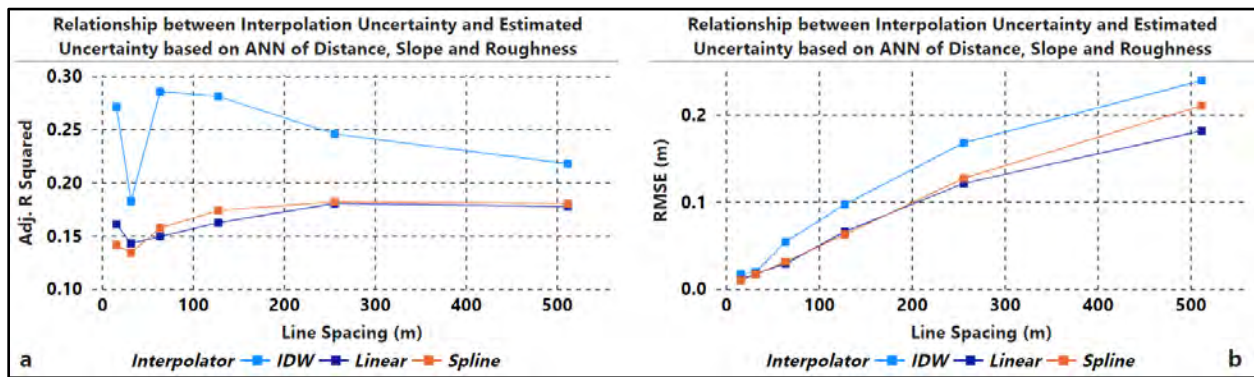 Relationship between Interpolation Uncertainty and Estimated
Uncertainty based on ANN of Distance, Slope and Roughness
0.30
0.25
0.20
0.15
0.10
Adj. R Squared
0 100 200 300 400 500
Line Spacing (m)
a Interpolator IDW Linear Spline
Relationship between Interpolation Uncertainty and Estimated
Uncertainty based on ANN of Distance, Slope and Roughness
0.2
0.1
0.0
RMSE (m)
0 100 200 300 400 500
Line Spacing (m)
Interpolator IDW Linear Spline b